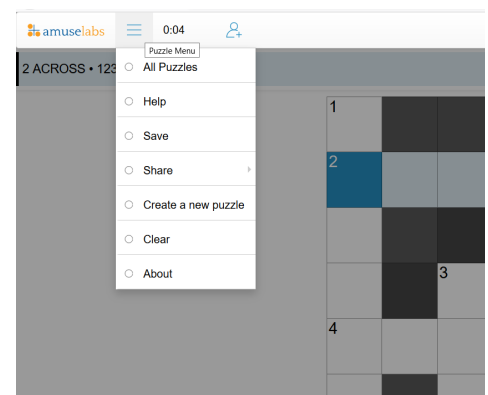 amuselabs
0:04
Puzzle Menu
2 ACROSS • 123
All Puzzles
Help
Save
Share
Create a new puzzle
Clear
About
1
2
3
4